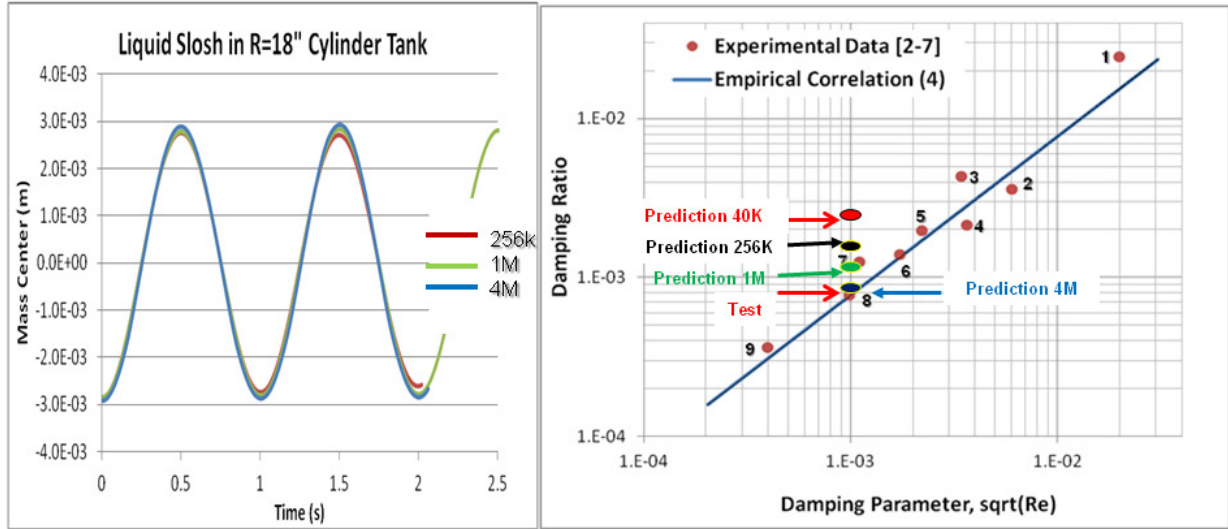 Liquid Slosh in R=18" Cylinder Tank
4.0E-03
3.0E-03
2.0E-03
1.0E-03
0.0E+00
-1.0E-03
-2.0E-03
-3.0E-03
-4.0E-03
Mass Center (m)
0
0.5
1
1.5
2
2.5
Time (s)
256k
1M
4M
Experimental Data [2-7]
Empirical Correlation (4)
1.E-02
1.E-03
1.E-04
Damping Ratio
1
2
3
4
5
6
7
8
9
Prediction 40K
Prediction 256K
Prediction 1M
Test
Prediction 4M
1.E-04
1.E-03
1.E-02
Damping Parameter, sqrt(Re)